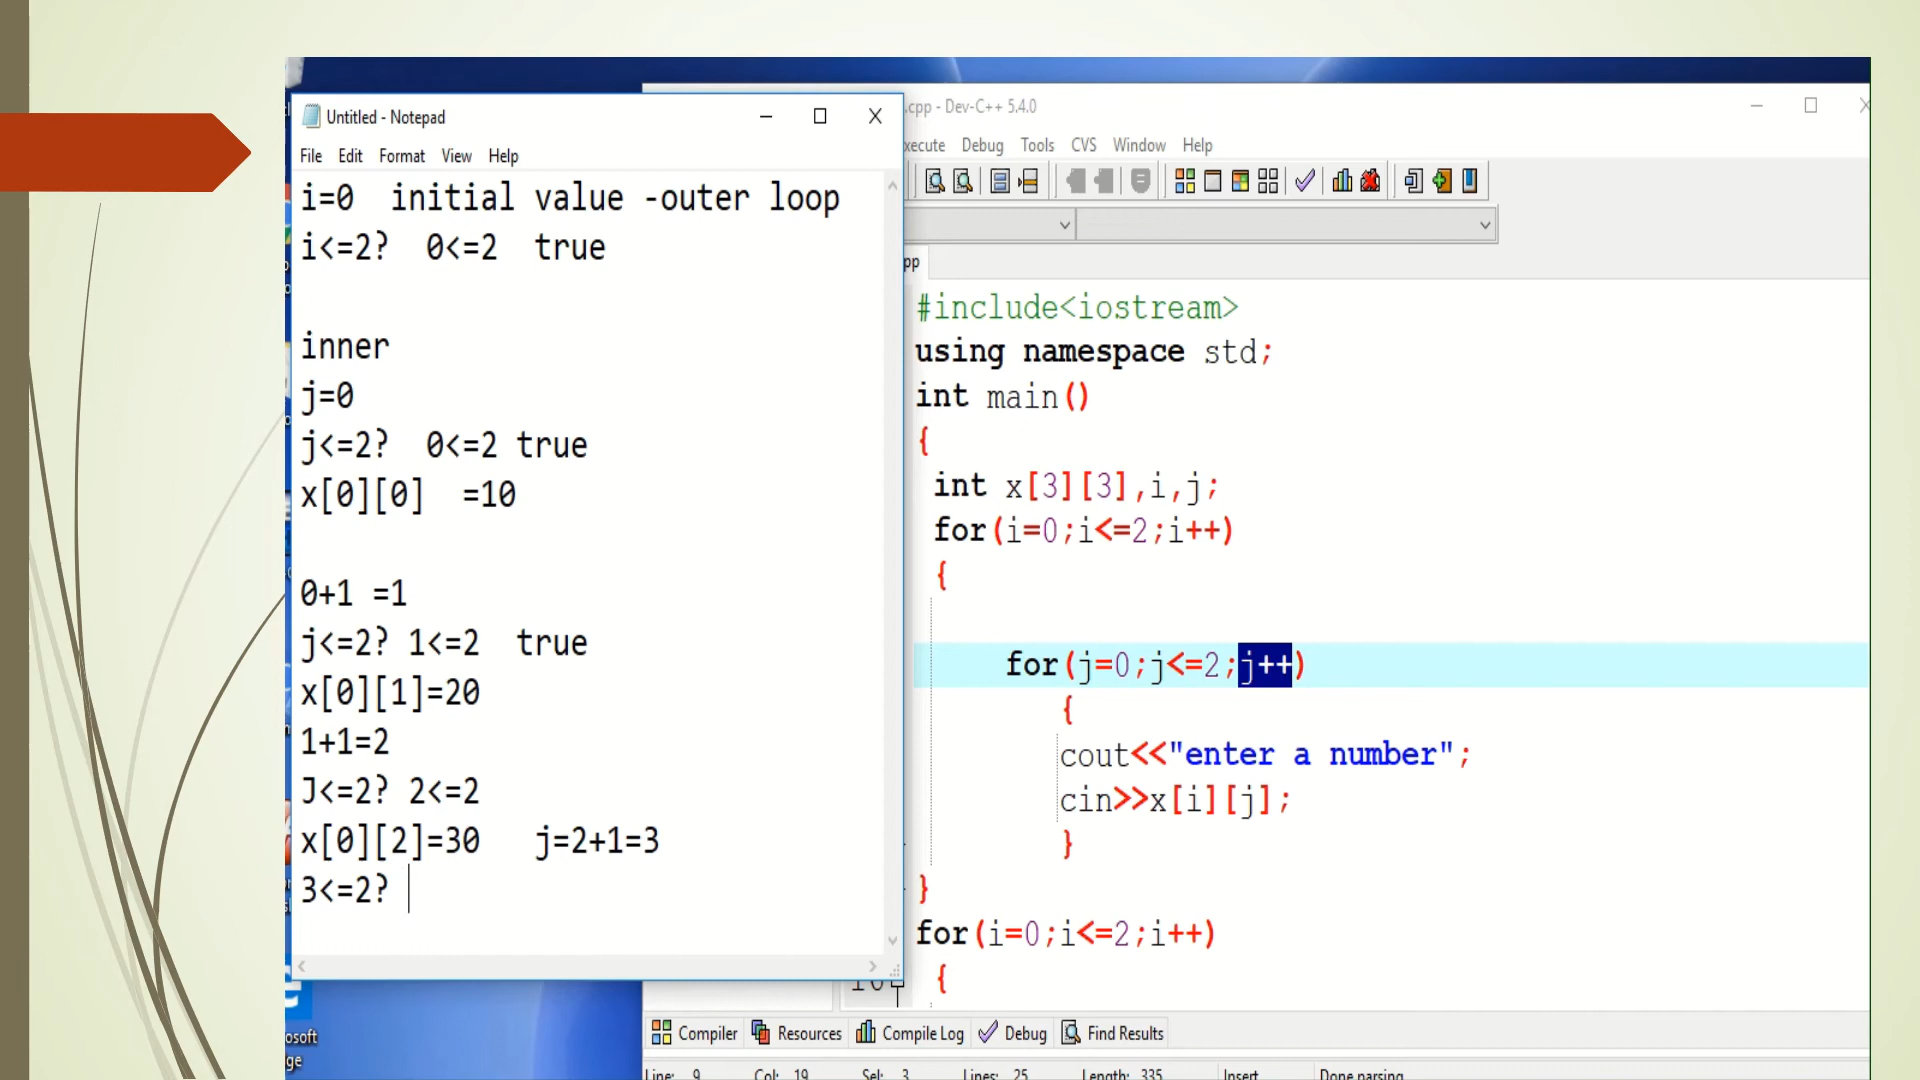 Untitled - Notepad
File Edit Format View Help
i=0 initial value -outer loop
i<=2? 0<=2 true
inner
j=0
j<=2? 0<=2 true
x[0][0] =10
0+1 =1
j<=2? 1<=2 true
x[0][1]=20
1+1=2
J<=2? 2<=2
x[0][2]=30 j=2+1=3
3<=2?
.cpp - Dev-C++ 5.4.0
xecute Debug Tools CVS Window Help
pp
#include<iostream>
using namespace std;
int main()
{
int x[3][3],i,j;
for(i=0;i<=2;i++)
{
for(j=0;j<=2;j++)
{
cout<<"enter a number";
cin>>x[i][j];
}
}
for(i=0;i<=2;i++)
{
Compiler Resources Compile Log Debug Find Results
Line: 9 Col: 19 Sel: 3 Lines: 25 Length: 335 Insert Done parsing
osoft
ge